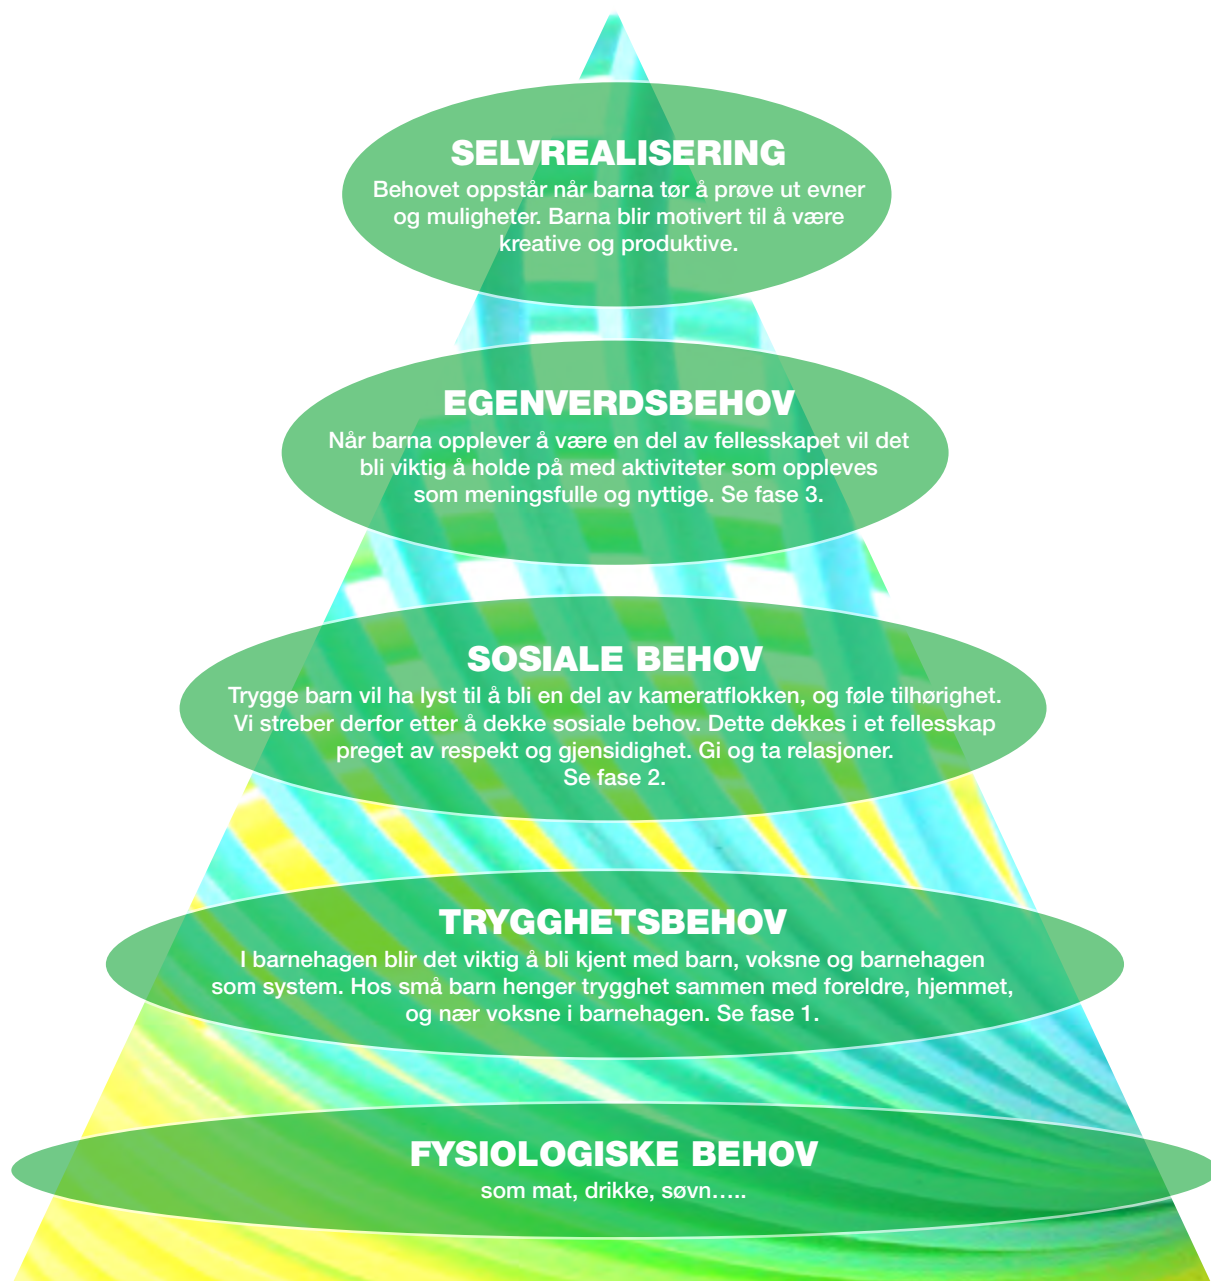 SELVREALISERING
Behovet oppstår når barna tør å prøve ut evner
og muligheter. Barna blir motivert til å være
kreative og produktive.
EGENVERDSBEHOV
Når barna opplever å være en del av fellesskapet vil det
bli viktig å holde på med aktiviteter som oppleves
som meningsfulle og nyttige. Se fase 3.
SOSIALE BEHOV
Trygge barn vil ha lyst til å bli en del av kameratflokken, og føle tilhørighet.
Vi streber derfor etter å dekke sosiale behov. Dette dekkes i et fellesskap
preget av respekt og gjensidighet. Gi og ta relasjoner.
Se fase 2.
TRYGGHETSBEHOV
I barnehagen blir det viktig å bli kjent med barn, voksne og barnehagen
som system. Hos små barn henger trygghet sammen med foreldre, hjemmet,
og nær voksne i barnehagen. Se fase 1.
FYSIOLOGISKE BEHOV
som mat, drikke, søvn.....